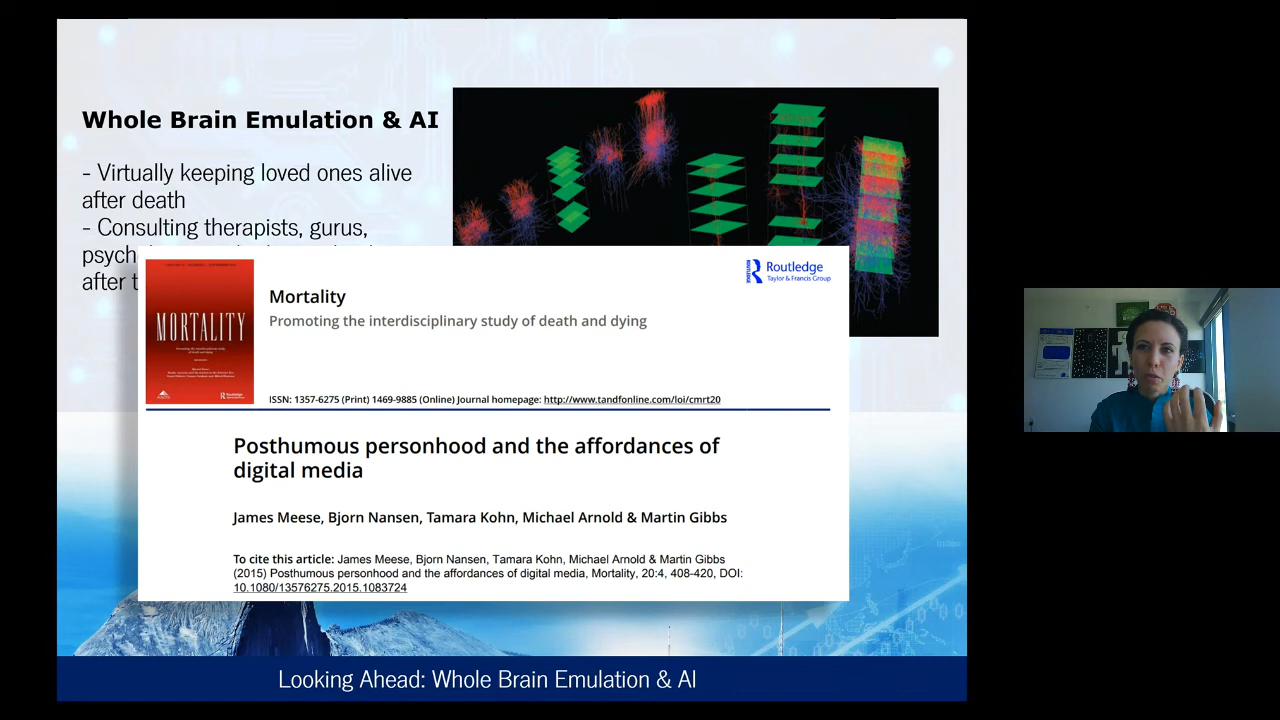 Whole Brain Emulation & AI
- Virtually keeping loved ones alive
after death
- Consulting therapists, gurus,
psych
after t
MORTALITY
Routledge
Taylor & Francis Group
Mortality
Promoting the interdisciplinary study of death and dying
ISSN: 1357-6275 (Print) 1469-9885 (Online) Journal homepage: http://www.tandfonline.com/loi/cmrt20
Posthumous personhood and the affordances of
digital media
James Meese, Bjorn Nansen, Tamara Kohn, Michael Arnold & Martin Gibbs
To cite this article: James Meese, Bjorn Nansen, Tamara Kohn, Michael Arnold & Martin Gibbs
(2015) Posthumous personhood and the affordances of digital media, Mortality, 20:4, 408-420, DOI:
10.1080/13576275.2015.1083724
Looking Ahead: Whole Brain Emulation & AI